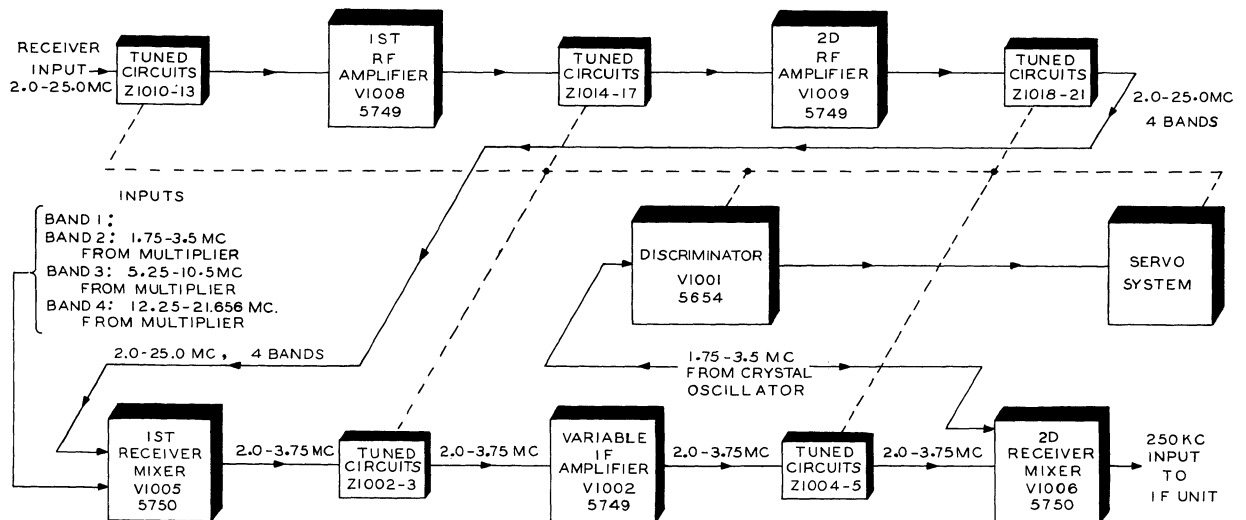 RECEIVER
INPUT
2.0-25.0MC
TUNED
CIRCUITS
Z1010-13
1ST
RF
AMPLIFIER
V1008
5749
TUNED
CIRCUITS
Z1014-17
2D
RF
AMPLIFIER
V1009
5749
TUNED
CIRCUITS
Z1018-21
2.0-25.0MC
4 BANDS
INPUTS
BAND 1:
BAND 2: 1.75-3.5 MC
FROM MULTIPLIER
BAND 3: 5.25-10.5MC
FROM MULTIPLIER
BAND 4: 12.25-21.656 MC.
FROM MULTIPLIER
DISCRIMINATOR
V1001
5654
SERVO
SYSTEM
2.0-25.0 MC, 4 BANDS
1.75-3.5 MC
FROM CRYSTAL
OSCILLATOR
1ST
RECEIVER
MIXER
V1005
5750
2.0-3.75 MC
TUNED
CIRCUITS
Z1002-3
2.0-3.75 MC
VARIABLE
IF
AMPLIFIER
V1002
5749
2.0-3.75 MC
TUNED
CIRCUITS
Z1004-5
2.0-3.75 MC
2D
RECEIVER
MIXER
V1006
5750
250 KC
INPUT
TO
IF UNIT